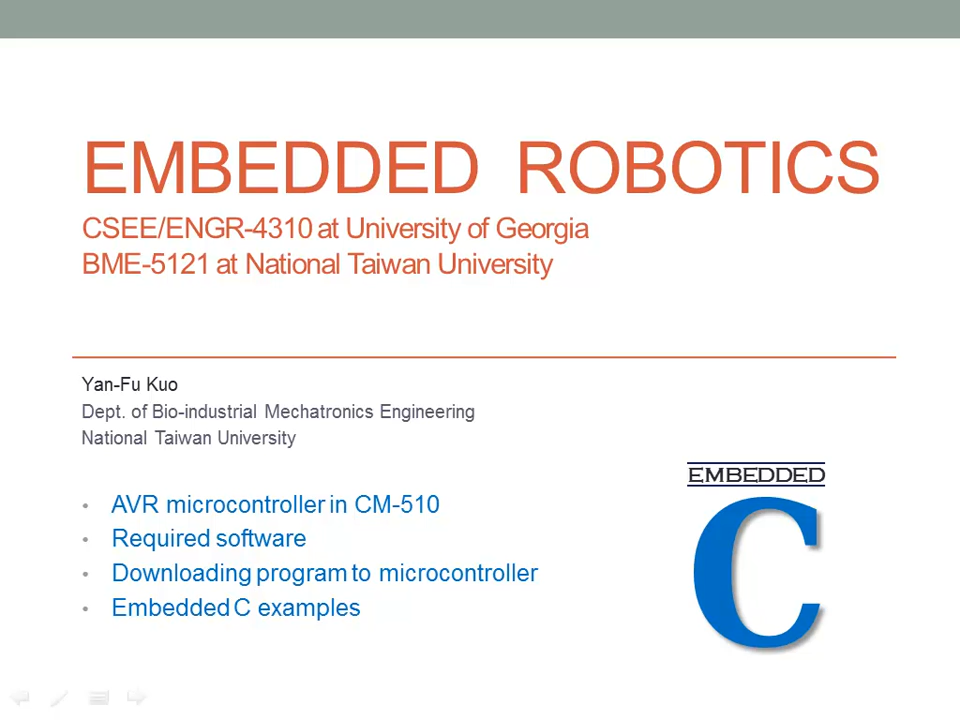 EMBEDDED ROBOTICS
CSEE/ENGR-4310 at University of Georgia
BME-5121 at National Taiwan University
Yan-Fu Kuo
Dept. of Bio-industrial Mechatronics Engineering
National Taiwan University
• AVR microcontroller in CM-510
• Required software
• Downloading program to microcontroller
• Embedded C examples
EMBEDDED
C